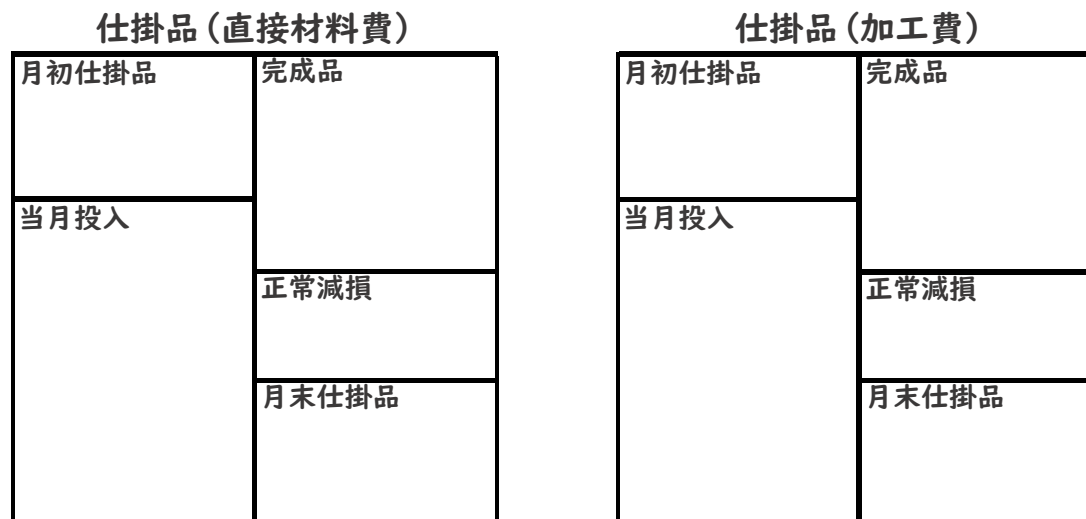 仕掛品（直接材料費）
月初仕掛品
完成品
当月投入
正常減損
月末仕掛品
仕掛品（加工費）
月初仕掛品
完成品
当月投入
正常減損
月末仕掛品